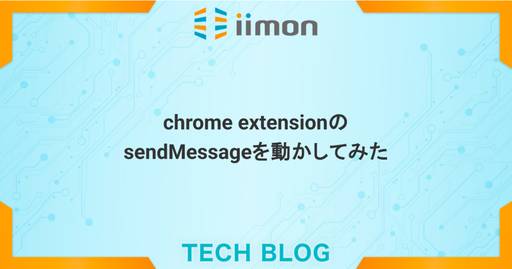 iimon
chrome extensionの
sendMessageを動かしてみた
TECH BLOG